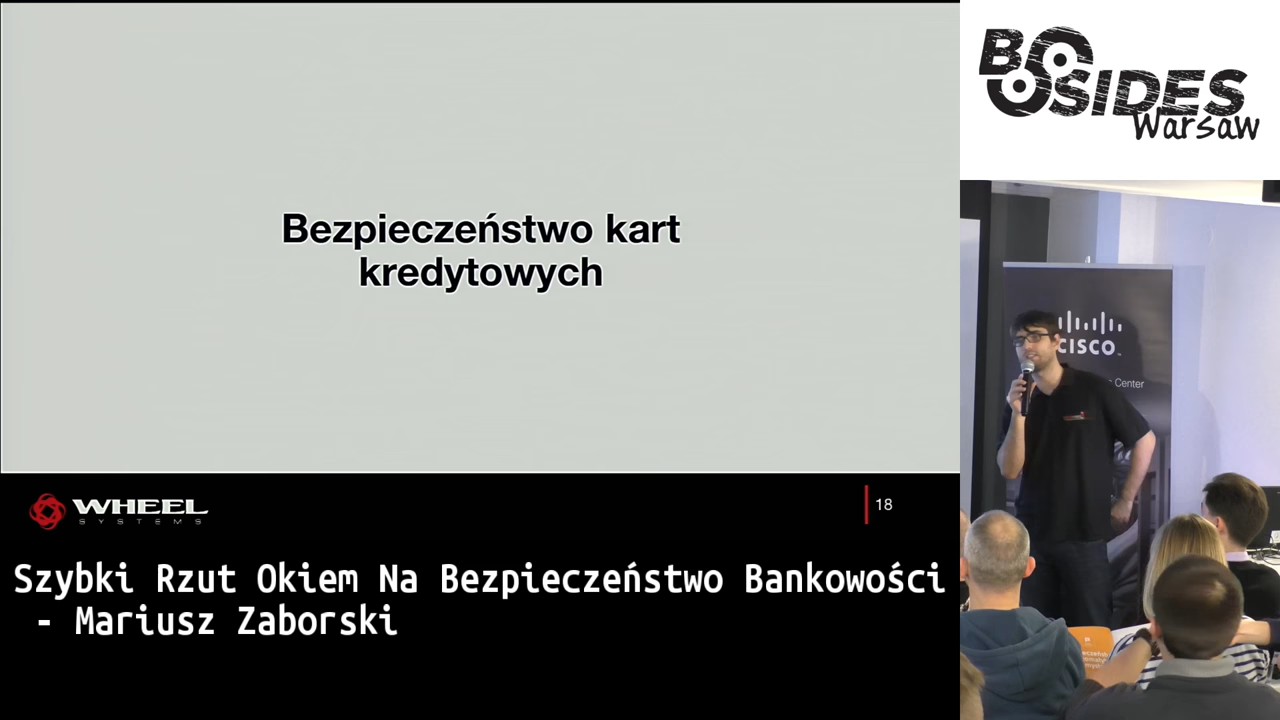 Bezpieczeństwo kart
kredytowych
WHEEL
SYSTEMS
18
Szybki Rzut Okiem Na Bezpieczeństwo Bankowości
- Mariusz Zaborski
BSIDES
Warsaw
CISCO
Center